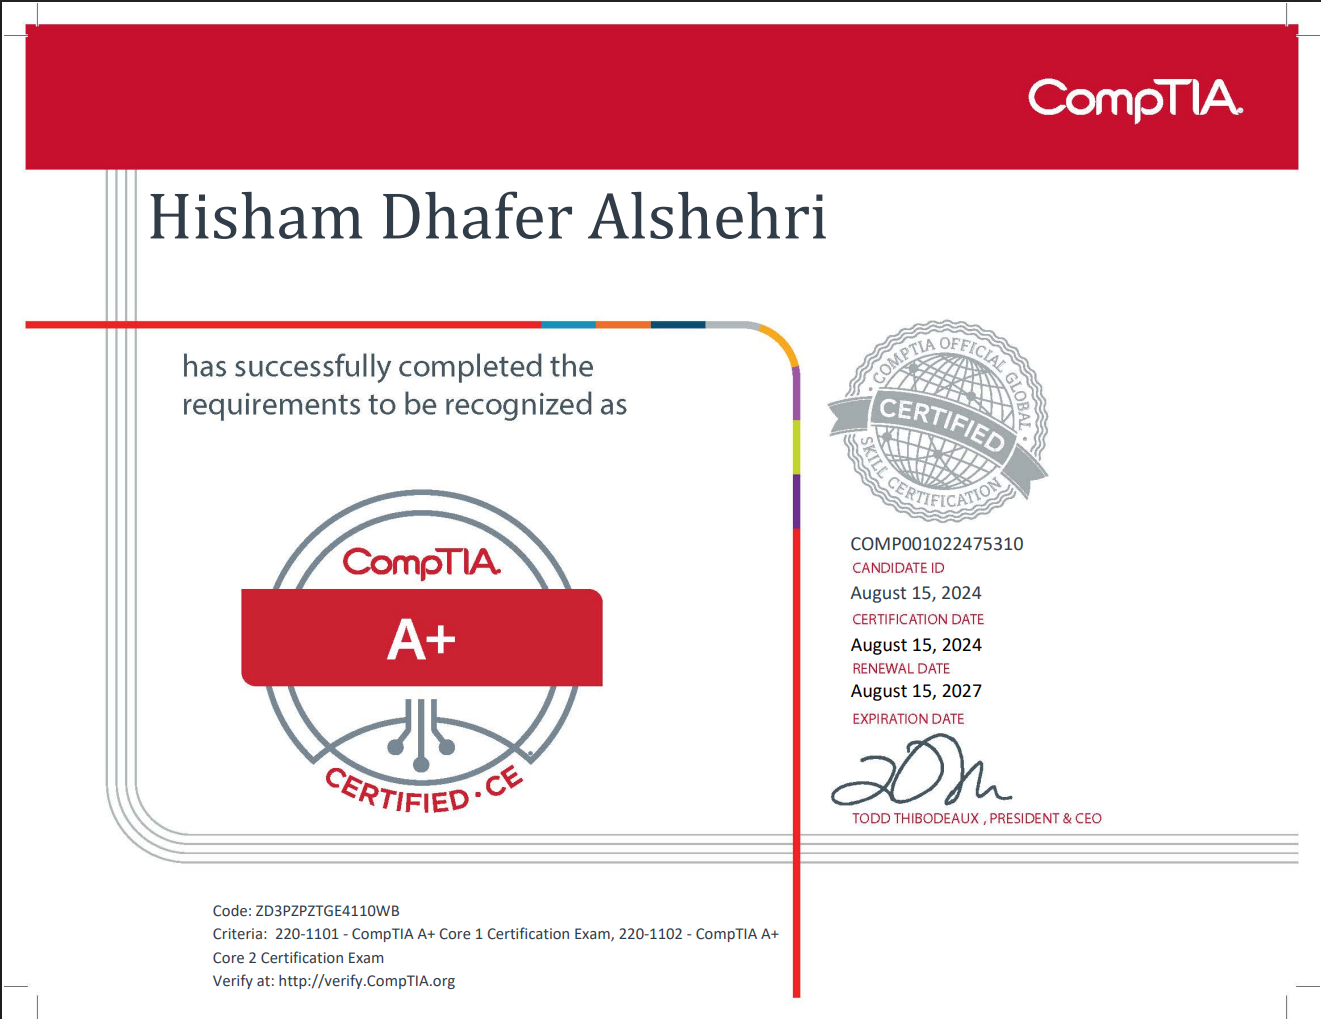 CompTIA.
Hisham Dhafer Alshehri
has successfully completed the
requirements to be recognized as
CompTIA.
A+
CERTIFIED · CE
· COMPTIA OFFICIAL GLOBAL ·
CERTIFIED
SKILL CERTIFICATION
COMP001022475310
CANDIDATE ID
August 15, 2024
CERTIFICATION DATE
August 15, 2024
RENEWAL DATE
August 15, 2027
EXPIRATION DATE
TODD THIBODEAUX , PRESIDENT & CEO
Code: ZD3PZPZTGE4110WB
Criteria:  220-1101 - CompTIA A+ Core 1 Certification Exam, 220-1102 - CompTIA A+
Core 2 Certification Exam
Verify at: http://verify.CompTIA.org